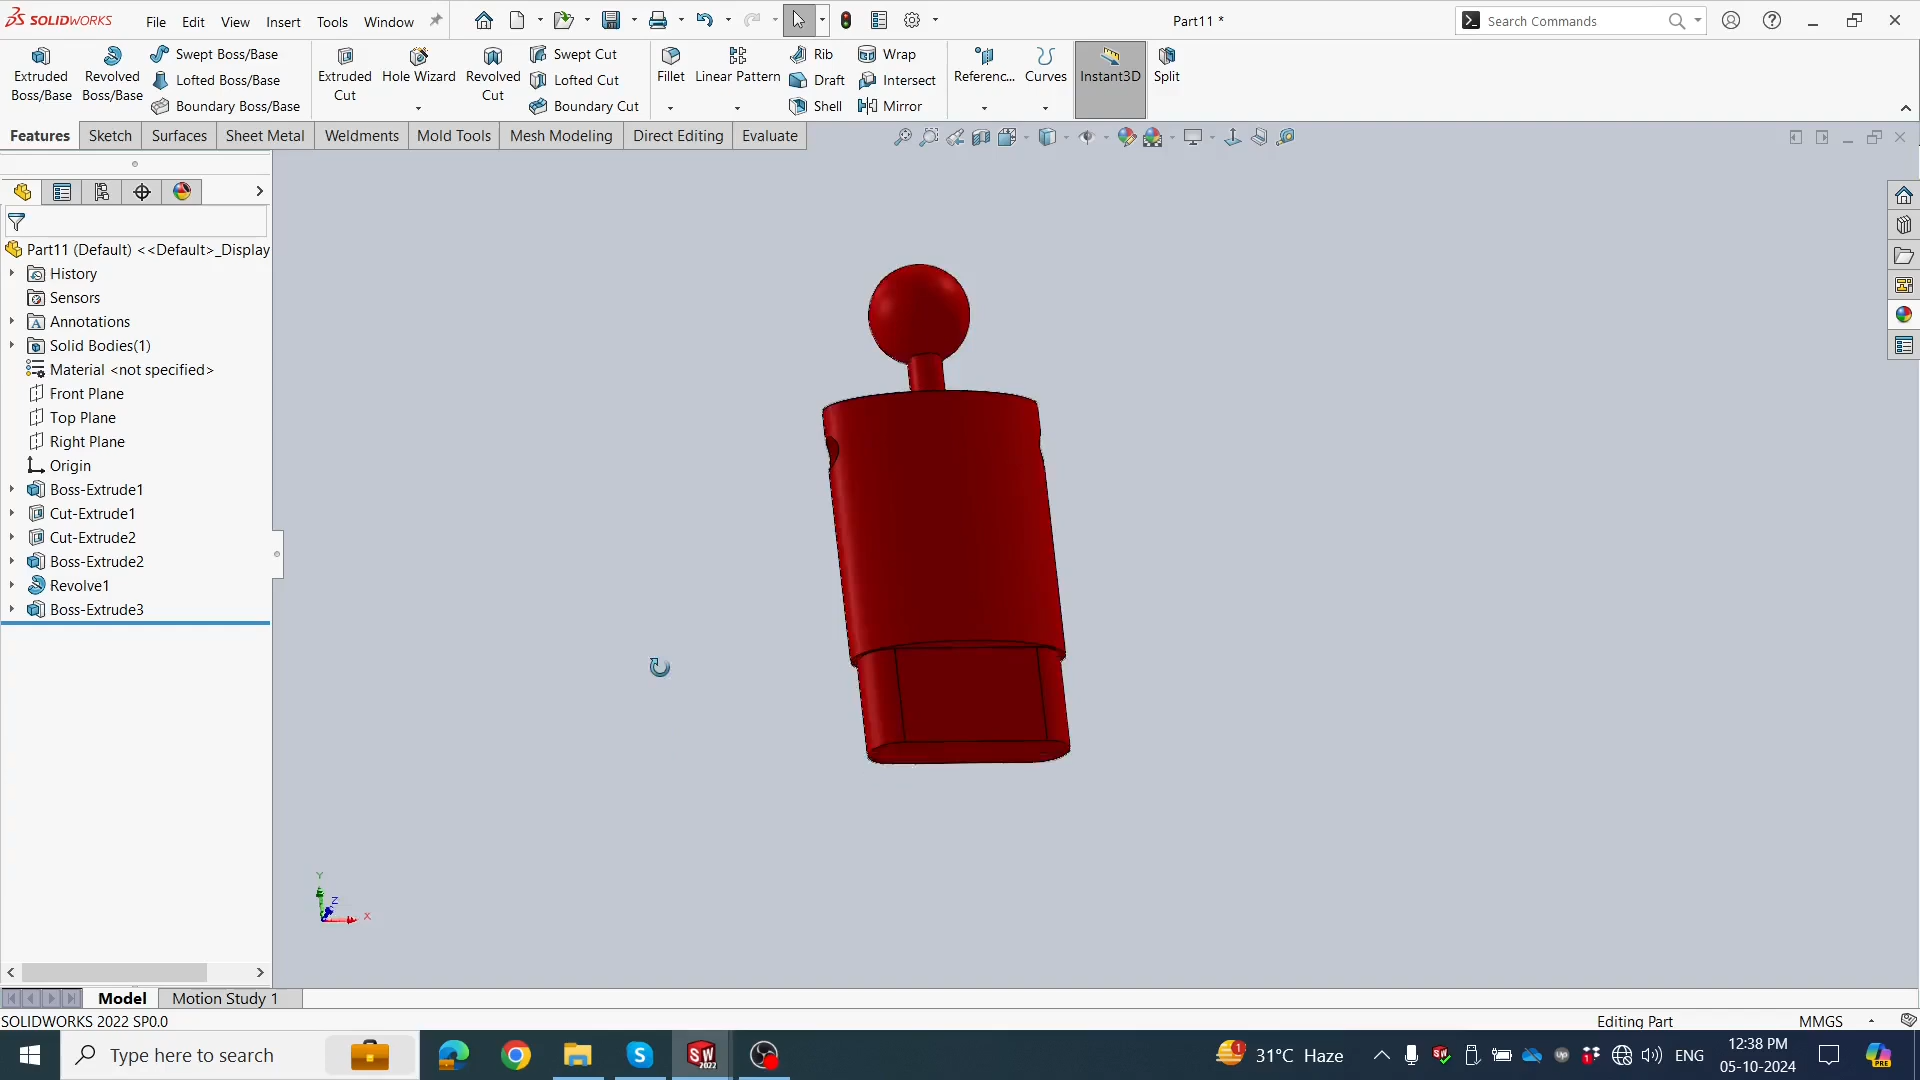 SOLIDWORKS File Edit View Insert Tools Window Part11 * Search Commands
Extruded Boss/Base
Revolved Boss/Base
Swept Boss/Base
Lofted Boss/Base
Boundary Boss/Base
Extruded Cut
Hole Wizard
Revolved Cut
Swept Cut
Lofted Cut
Boundary Cut
Fillet
Linear Pattern
Rib
Draft
Shell
Wrap
Intersect
Mirror
Referenc...
Curves
Instant3D
Split
Features Sketch Surfaces Sheet Metal Weldments Mold Tools Mesh Modeling Direct Editing Evaluate
Part11 (Default) <<Default>_Display
History
Sensors
Annotations
Solid Bodies(1)
Material <not specified>
Front Plane
Top Plane
Right Plane
Origin
Boss-Extrude1
Cut-Extrude1
Cut-Extrude2
Boss-Extrude2
Revolve1
Boss-Extrude3
Y
Z
X
Model Motion Study 1
SOLIDWORKS 2022 SP0.0 Editing Part MMGS
Type here to search 31°C Haze ENG 12:38 PM
05-10-2024